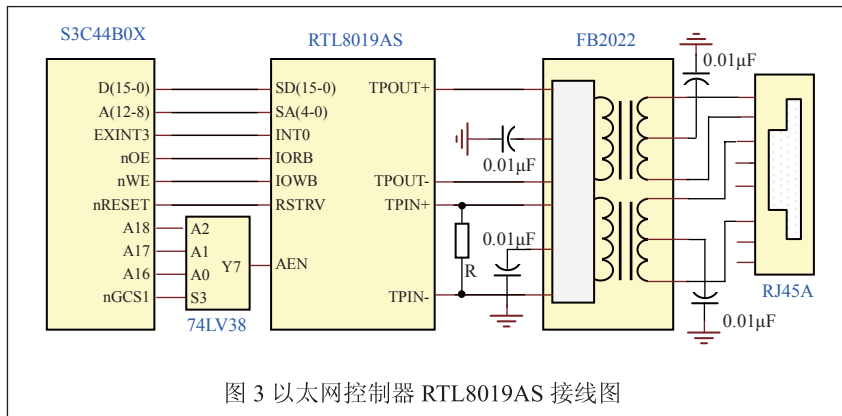 S3C44B0X
RTL8019AS
FB2022
D(15-0)
A(12-8)
EXINT3
nOE
nWE
nRESET
A18
A17
A16
nGCS1
A2
A1
A0
S3
Y7
74LV38
SD(15-0)
SA(4-0)
INT0
IORB
IOWB
RSTRV
AEN
TPOUT+
TPOUT-
TPIN+
TPIN-
R
0.01μF
0.01μF
0.01μF
0.01μF
RJ45A
图 3 以太网控制器 RTL8019AS 接线图